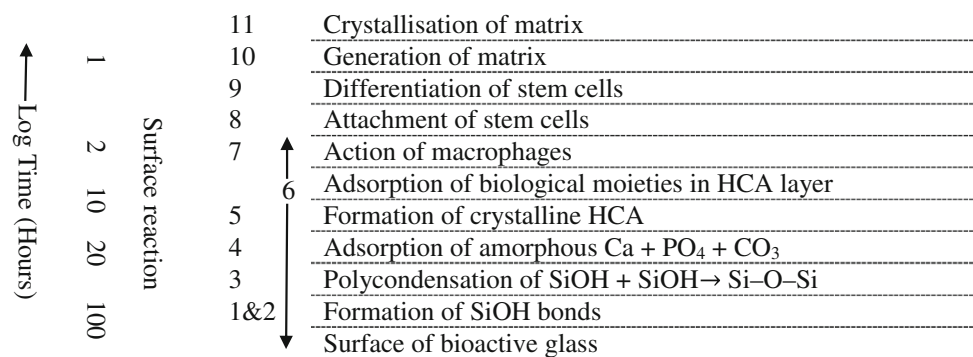 11 Crystallisation of matrix
10 Generation of matrix
9 Differentiation of stem cells
8 Attachment of stem cells
7 Action of macrophages
6 Adsorption of biological moieties in HCA layer
5 Formation of crystalline HCA
4 Adsorption of amorphous Ca + PO₄ + CO₃
3 Polycondensation of SiOH + SiOH→ Si–O–Si
1&2 Formation of SiOH bonds
Surface of bioactive glass
Log Time (Hours)
1 2 10 20 100
Surface reaction